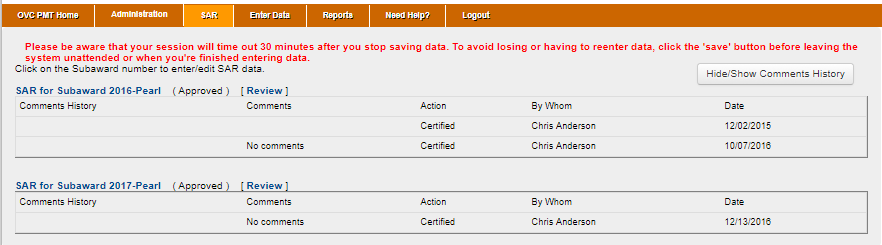 OVC PMT Home Administration SAR Enter Data Reports Need Help? Logout
Please be aware that your session will time out 30 minutes after you stop saving data. To avoid losing or having to reenter data, click the 'save' button before leaving the
system unattended or when you're finished entering data.
Click on the Subaward number to enter/edit SAR data.
Hide/Show Comments History
SAR for Subaward 2016-Pearl ( Approved ) [ Review ]
Comments History Comments Action By Whom Date
Certified Chris Anderson 12/02/2015
No comments Certified Chris Anderson 10/07/2016
SAR for Subaward 2017-Pearl ( Approved ) [ Review ]
Comments History Comments Action By Whom Date
No comments Certified Chris Anderson 12/13/2016